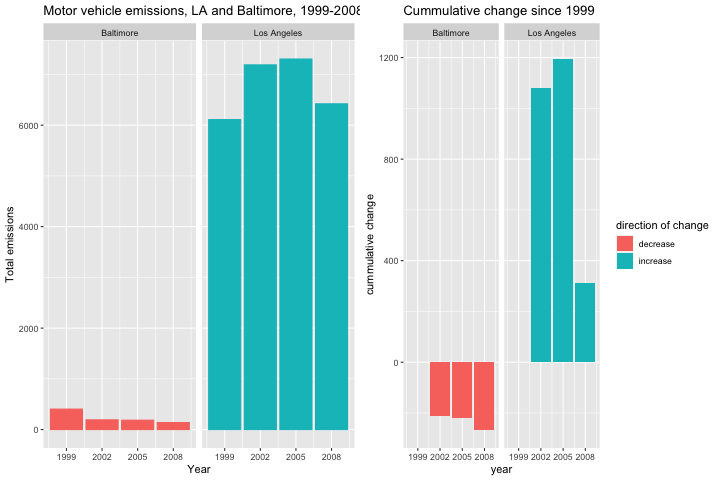 Motor vehicle emissions, LA and Baltimore, 1999-2008
Cummulative change since 1999
Baltimore
Los Angeles
Baltimore
Los Angeles
Total emissions
6000
4000
2000
0
1999
2002
2005
2008
1999
2002
2005
2008
Year
cummulative change
1200
800
400
0
1999
2002
2005
2008
1999
2002
2005
2008
year
direction of change
decrease
increase